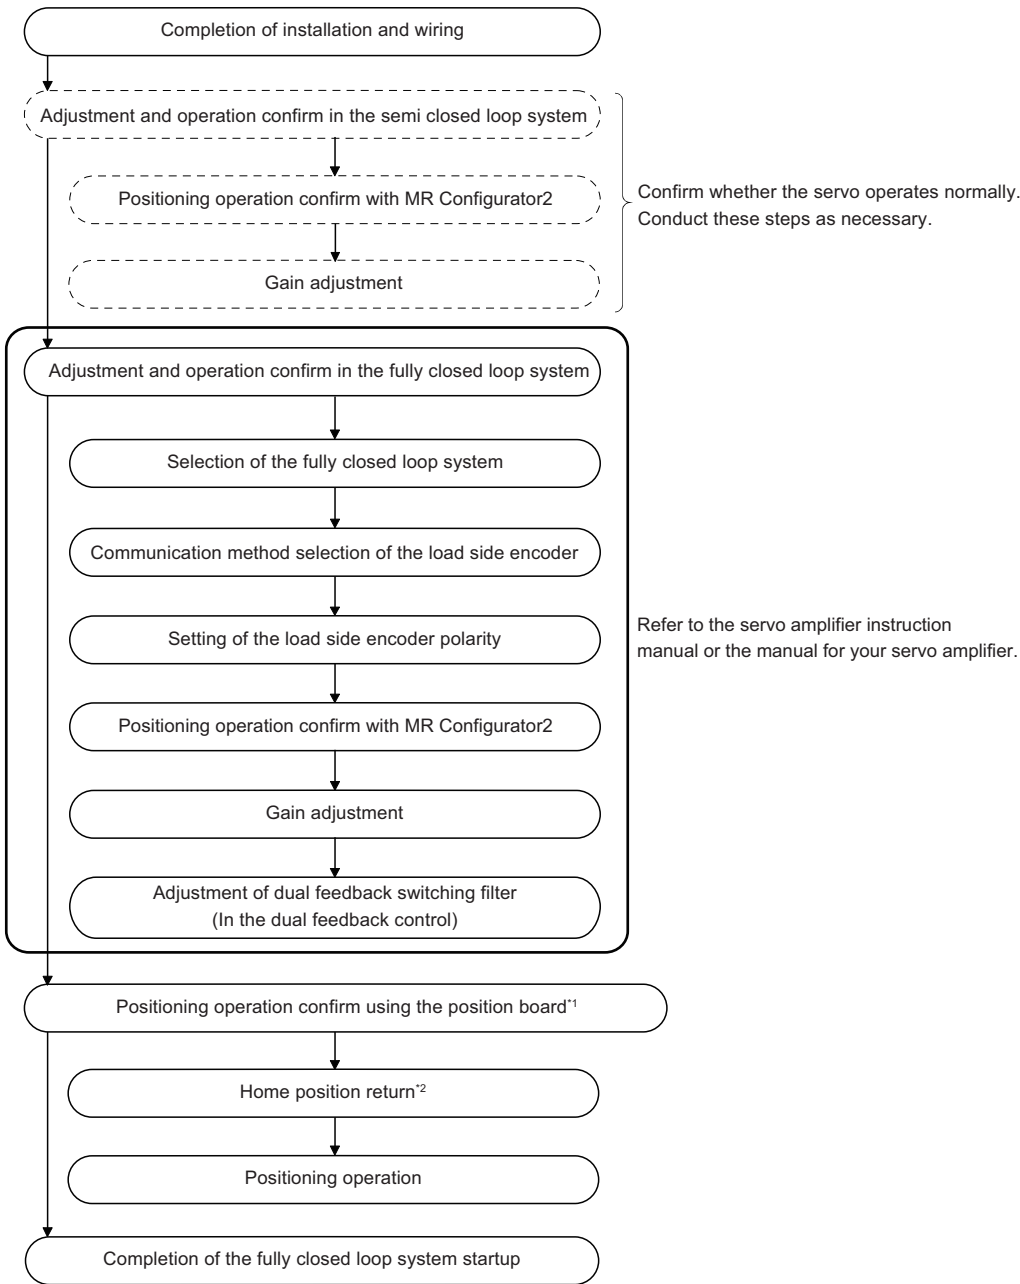 Completion of installation and wiring
Adjustment and operation confirm in the semi closed loop system
Positioning operation confirm with MR Configurator2
Gain adjustment
Confirm whether the servo operates normally.
Conduct these steps as necessary.
Adjustment and operation confirm in the fully closed loop system
Selection of the fully closed loop system
Communication method selection of the load side encoder
Setting of the load side encoder polarity
Positioning operation confirm with MR Configurator2
Gain adjustment
Adjustment of dual feedback switching filter
(In the dual feedback control)
Refer to the servo amplifier instruction
manual or the manual for your servo amplifier.
Positioning operation confirm using the position board*1
Home position return*2
Positioning operation
Completion of the fully closed loop system startup